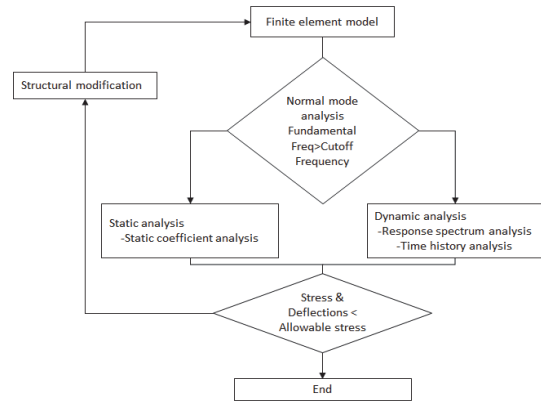 Finite element model
Structural modification
Normal mode
analysis
Fundamental
Freq>Cutoff
Frequency
Static analysis
-Static coefficient analysis
Dynamic analysis
-Response spectrum analysis
-Time history analysis
Stress &
Deflections <
Allowable stress
End